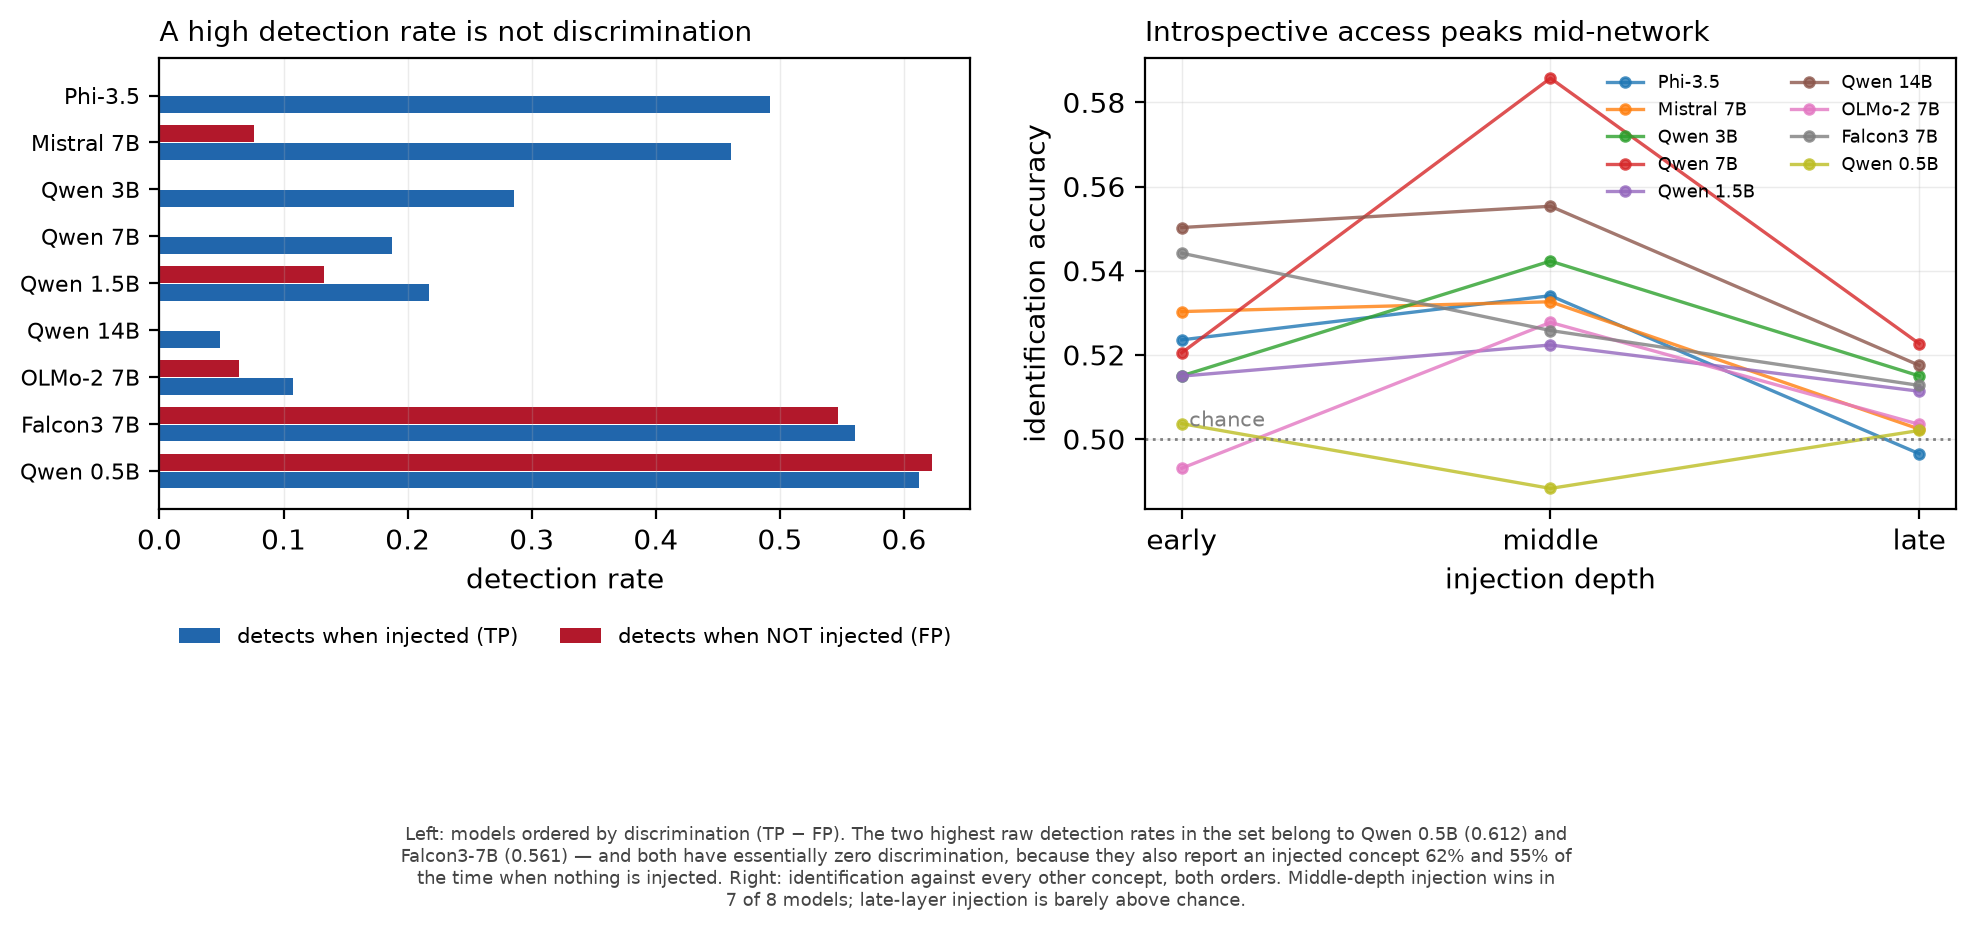 A high detection rate is not discrimination
Phi-3.5
Mistral 7B
Qwen 3B
Qwen 7B
Qwen 1.5B
Qwen 14B
OLMo-2 7B
Falcon3 7B
Qwen 0.5B
0.0 0.1 0.2 0.3 0.4 0.5 0.6
detection rate
detects when injected (TP) detects when NOT injected (FP)
Introspective access peaks mid-network
identification accuracy
0.58
0.56
0.54
0.52
0.50
chance
Phi-3.5
Mistral 7B
Qwen 3B
Qwen 7B
Qwen 1.5B
Qwen 14B
OLMo-2 7B
Falcon3 7B
Qwen 0.5B
early middle late
injection depth
Left: models ordered by discrimination (TP − FP). The two highest raw detection rates in the set belong to Qwen 0.5B (0.612) and
Falcon3-7B (0.561) — and both have essentially zero discrimination, because they also report an injected concept 62% and 55% of
the time when nothing is injected. Right: identification against every other concept, both orders. Middle-depth injection wins in
7 of 8 models; late-layer injection is barely above chance.